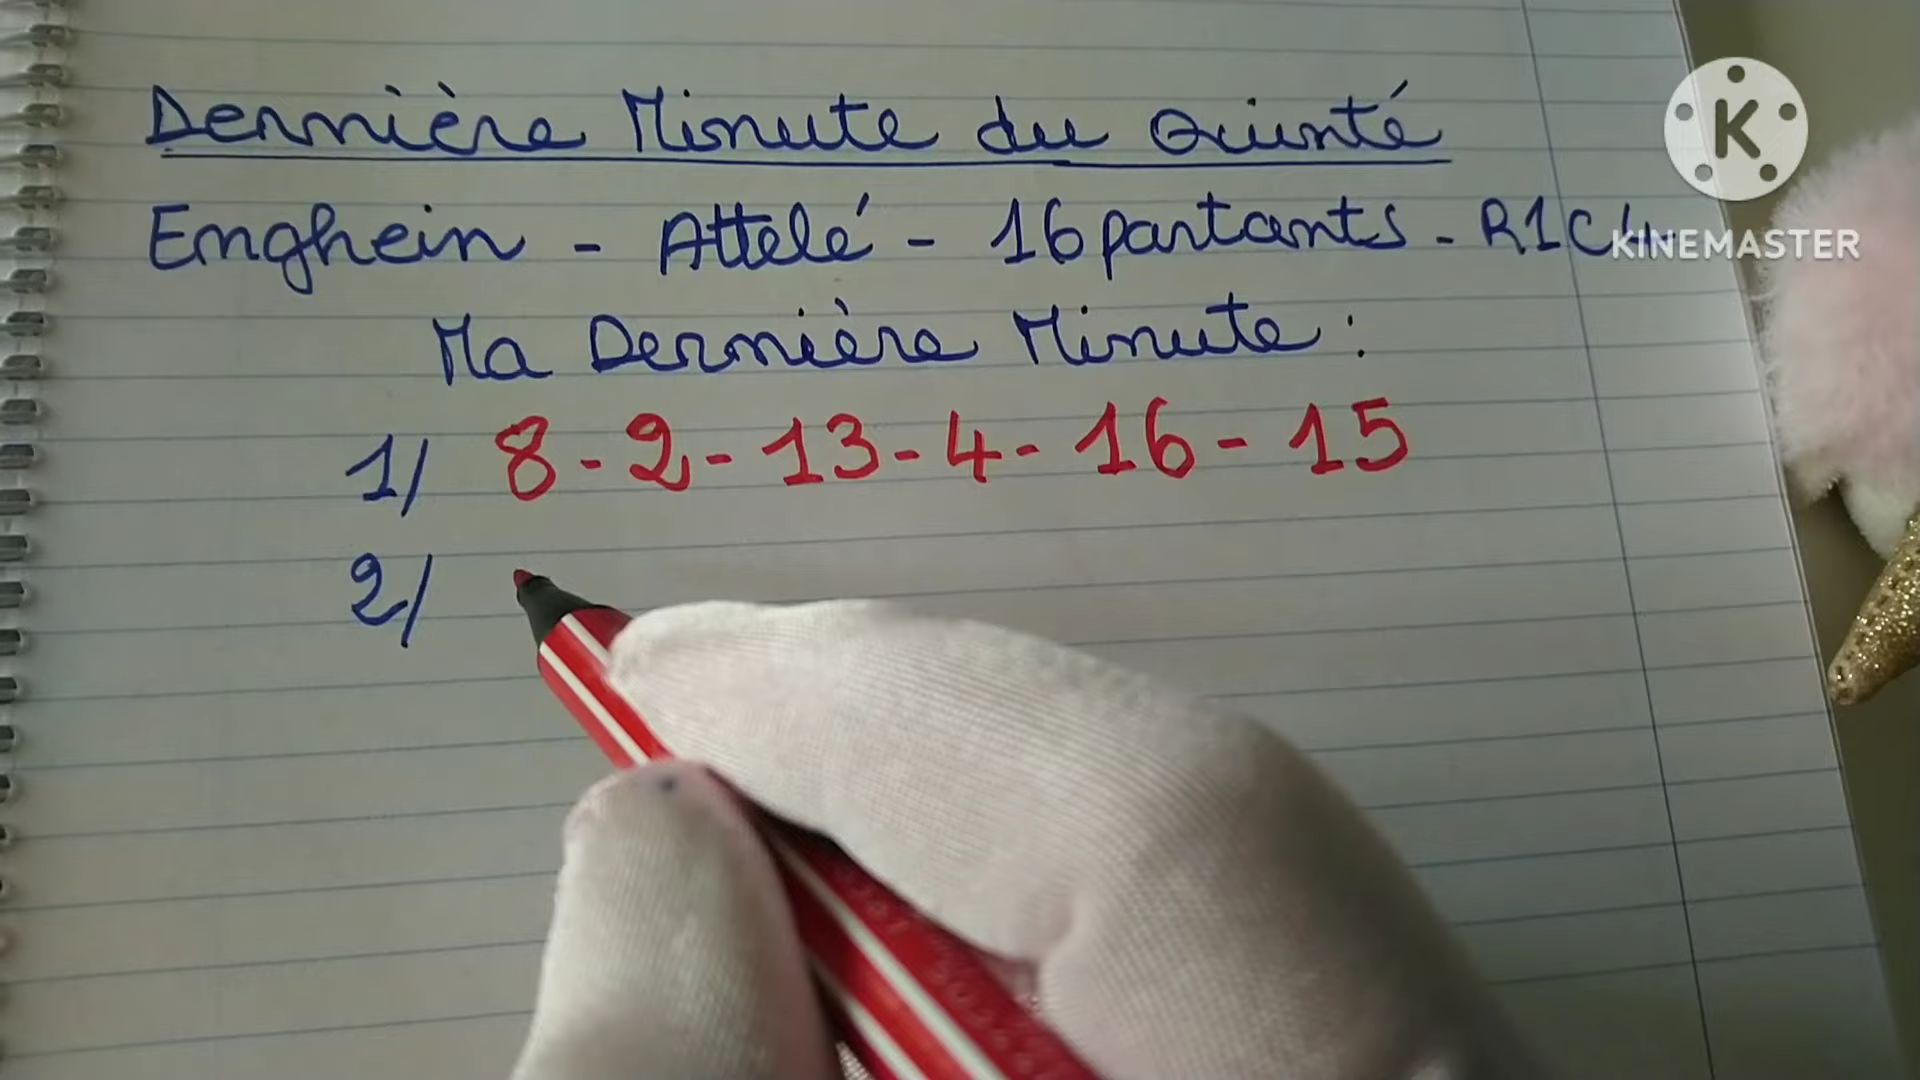 Dernière Minute du Quinté
Enghein - Attelé - 16 partants - R1C4
Ma Dernière Minute :
1/ 8 - 2 - 13 - 4 - 16 - 15
2/
K
KINEMASTER